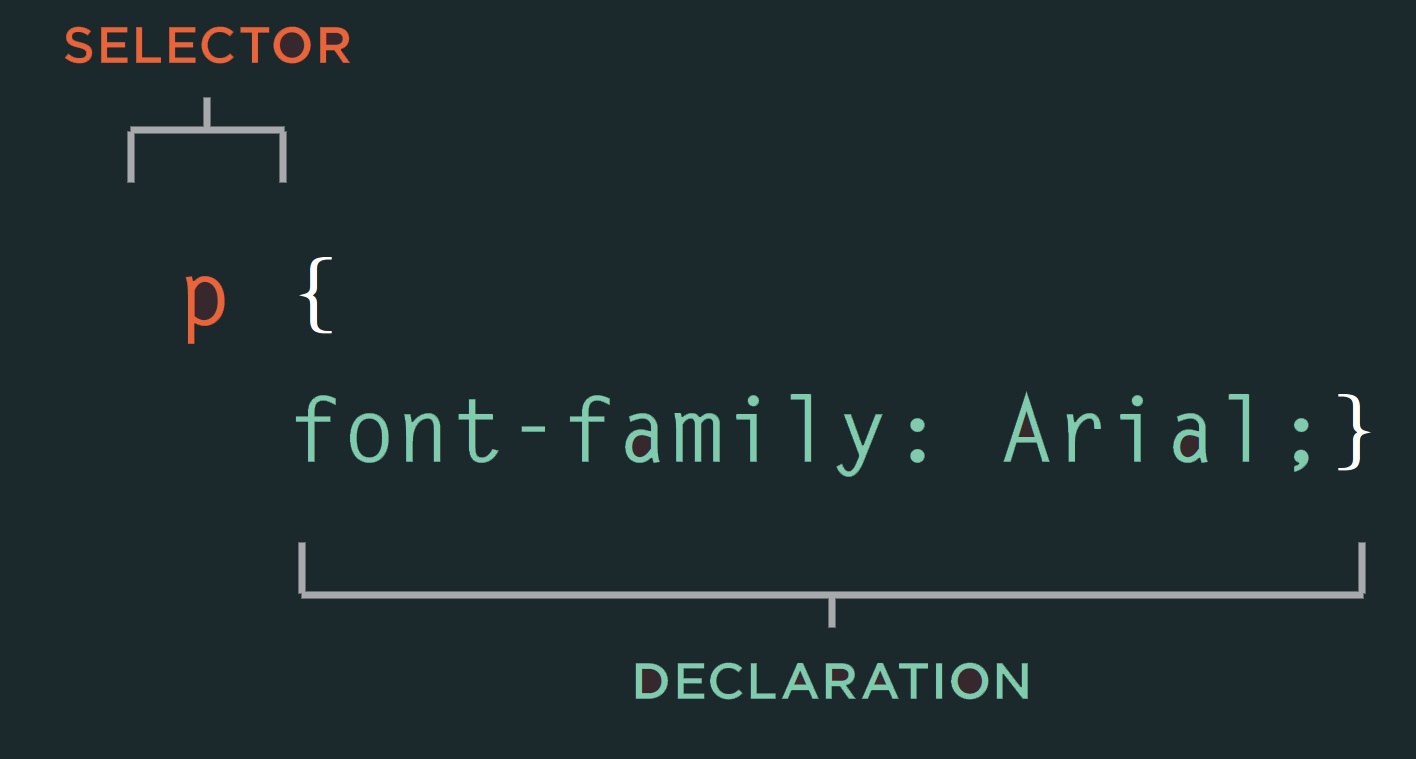 SELECTOR
p {
font-family: Arial;}
DECLARATION